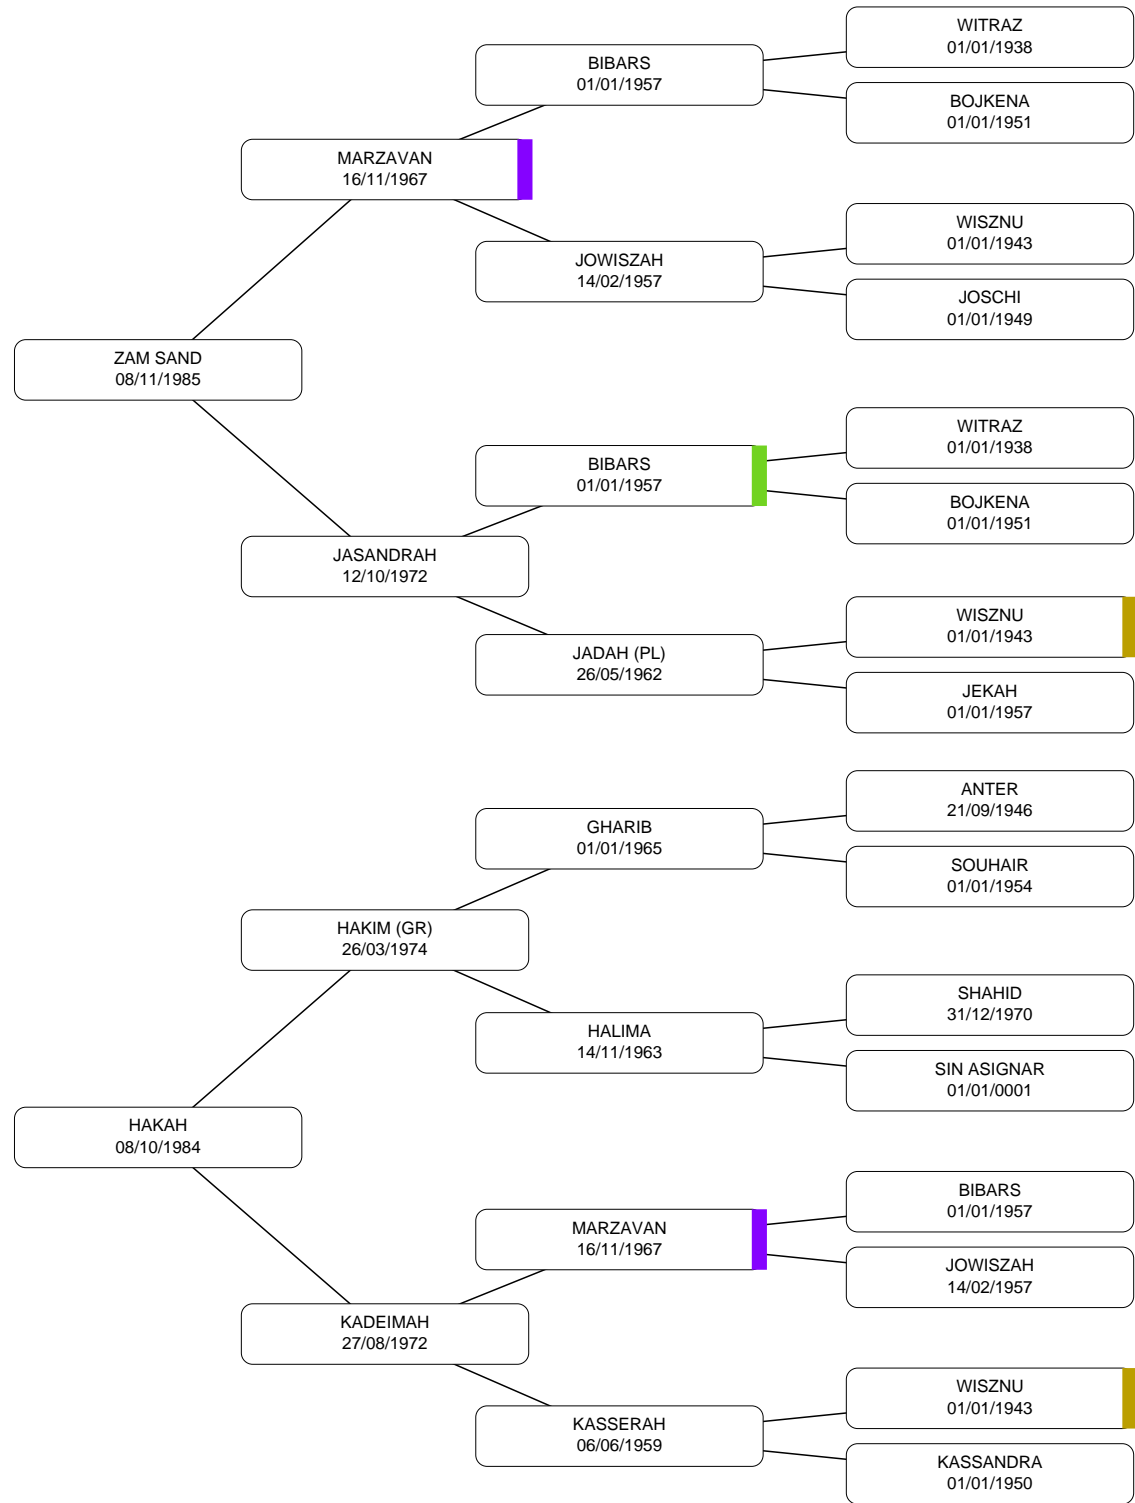 WITRAZ
01/01/1938
BIBARS
01/01/1957
BOJKENA
01/01/1951
MARZAVAN
16/11/1967
WISZNU
01/01/1943
JOWISZAH
14/02/1957
JOSCHI
01/01/1949
ZAM SAND
08/11/1985
WITRAZ
01/01/1938
BIBARS
01/01/1957
BOJKENA
01/01/1951
JASANDRAH
12/10/1972
WISZNU
01/01/1943
JADAH (PL)
26/05/1962
JEKAH
01/01/1957
ANTER
21/09/1946
GHARIB
01/01/1965
SOUHAIR
01/01/1954
HAKIM (GR)
26/03/1974
SHAHID
31/12/1970
HALIMA
14/11/1963
SIN ASIGNAR
01/01/0001
HAKAH
08/10/1984
BIBARS
01/01/1957
MARZAVAN
16/11/1967
JOWISZAH
14/02/1957
KADEIMAH
27/08/1972
WISZNU
01/01/1943
KASSERAH
06/06/1959
KASSANDRA
01/01/1950